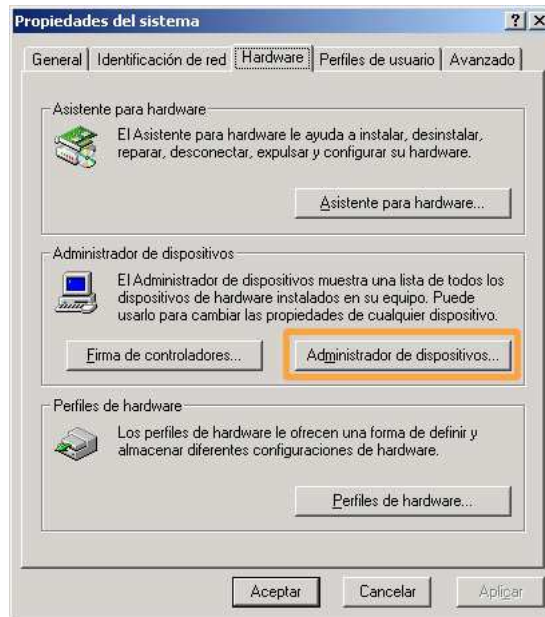 Propiedades del sistema
General
Identificación de red
Hardware
Perfiles de usuario
Avanzado
Asistente para hardware
El Asistente para hardware le ayuda a instalar, desinstalar,
reparar, desconectar, expulsar y configurar su hardware.
Asistente para hardware...
Administrador de dispositivos
El Administrador de dispositivos muestra una lista de todos los
dispositivos de hardware instalados en su equipo. Puede
usarlo para cambiar las propiedades de cualquier dispositivo.
Firma de controladores...
Administrador de dispositivos...
Perfiles de hardware
Los perfiles de hardware le ofrecen una forma de definir y
almacenar diferentes configuraciones de hardware.
Perfiles de hardware...
Aceptar
Cancelar
Aplicar